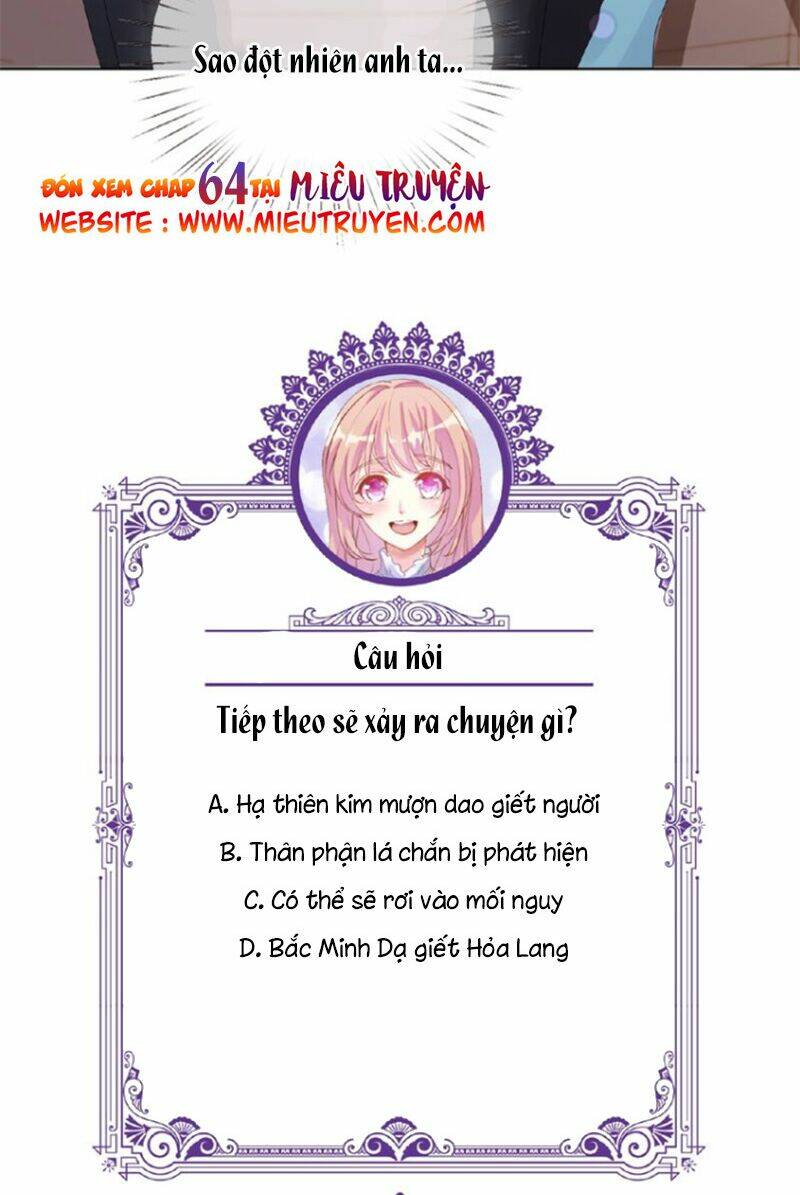 Sao đột nhiên anh ta...
ĐÓN XEM CHAP 64 TẠI MIÊU TRUYỆN
WEBSITE : WWW.MIEUTRUYEN.COM
Câu hỏi
Tiếp theo sẽ xảy ra chuyện gì?
A. Hạ thiên kim mượn dao giết người
B. Thân phận lá chắn bị phát hiện
C. Có thể sẽ rơi vào mối nguy
D. Bắc Minh Dạ giết Hỏa Lang